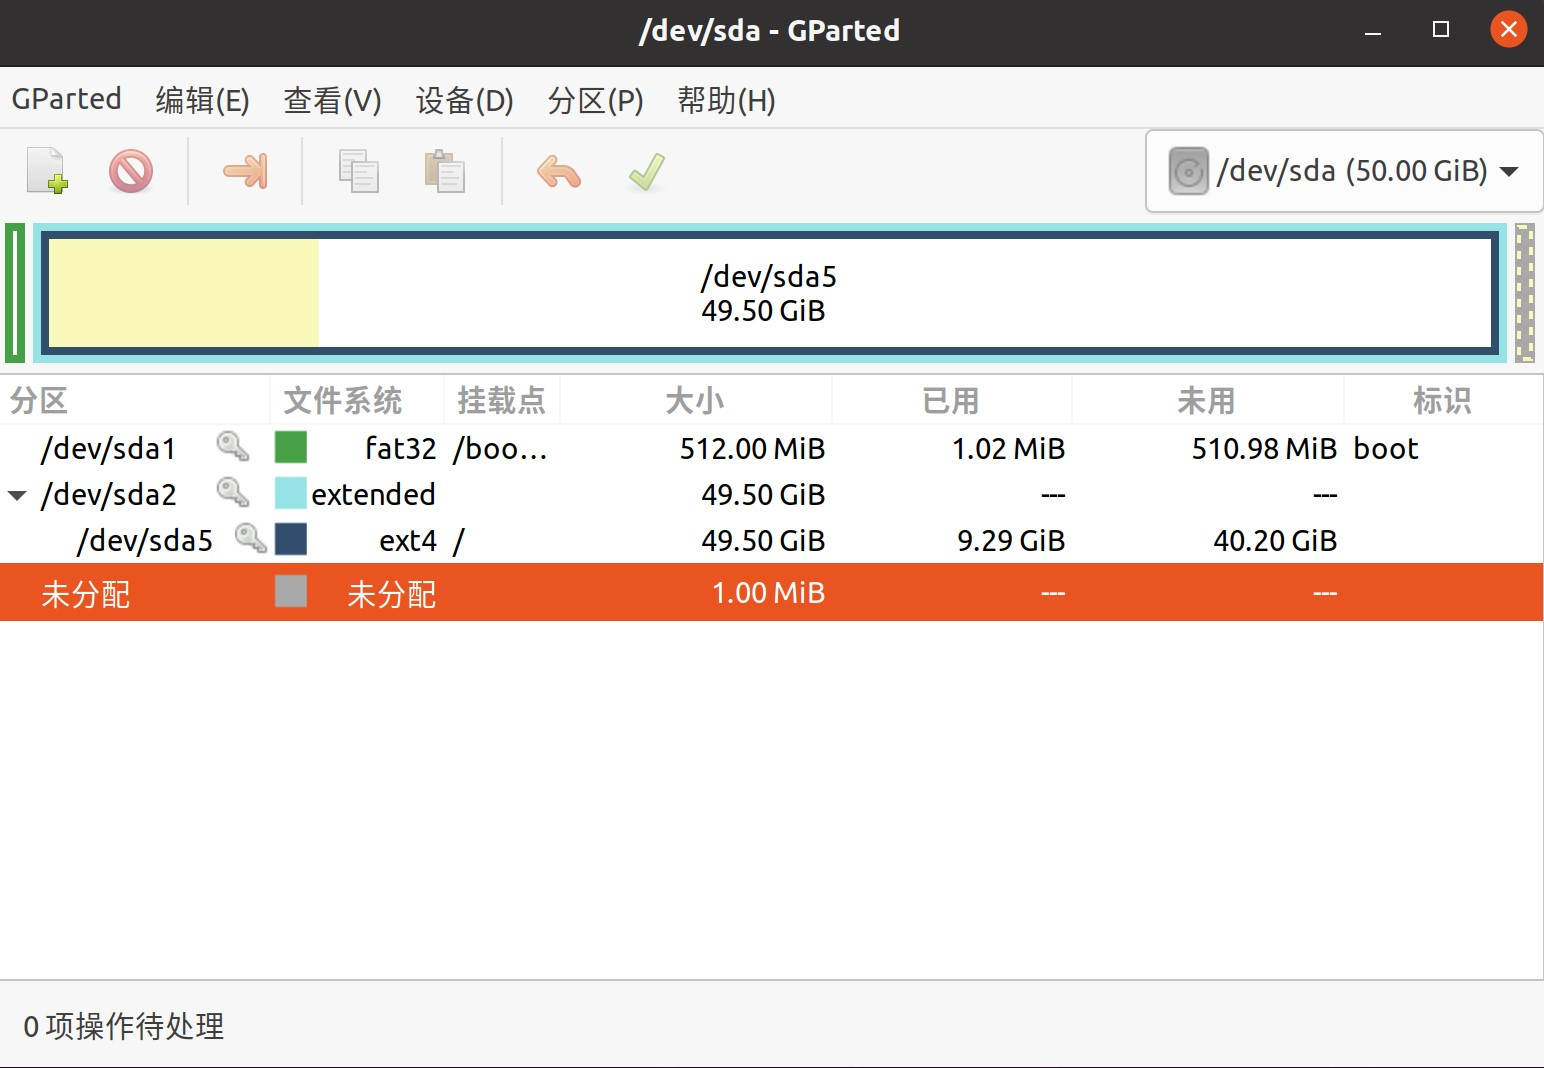 /dev/sda - GParted
GParted 编辑(E) 查看(V) 设备(D) 分区(P) 帮助(H)
/dev/sda (50.00 GiB)
/dev/sda5
49.50 GiB
分区 文件系统 挂载点 大小 已用 未用 标识
/dev/sda1 fat32 /boo… 512.00 MiB 1.02 MiB 510.98 MiB boot
/dev/sda2 extended 49.50 GiB --- ---
/dev/sda5 ext4 / 49.50 GiB 9.29 GiB 40.20 GiB
未分配 未分配 1.00 MiB --- ---
0 项操作待处理